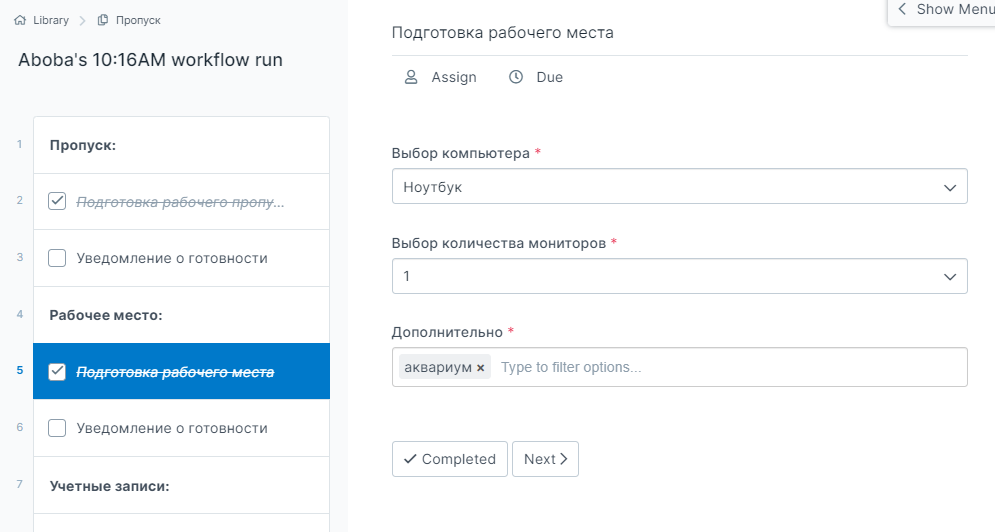 Library > Пропуск
Aboba's 10:16AM workflow run
1 Пропуск:
2 Подготовка рабочего пропу...
3 Уведомление о готовности
4 Рабочее место:
5 Подготовка рабочего места
6 Уведомление о готовности
7 Учетные записи:
Show Menu
Подготовка рабочего места
Assign Due
Выбор компьютера *
Ноутбук
Выбор количества мониторов *
1
Дополнительно *
аквариум × Type to filter options...
Completed Next